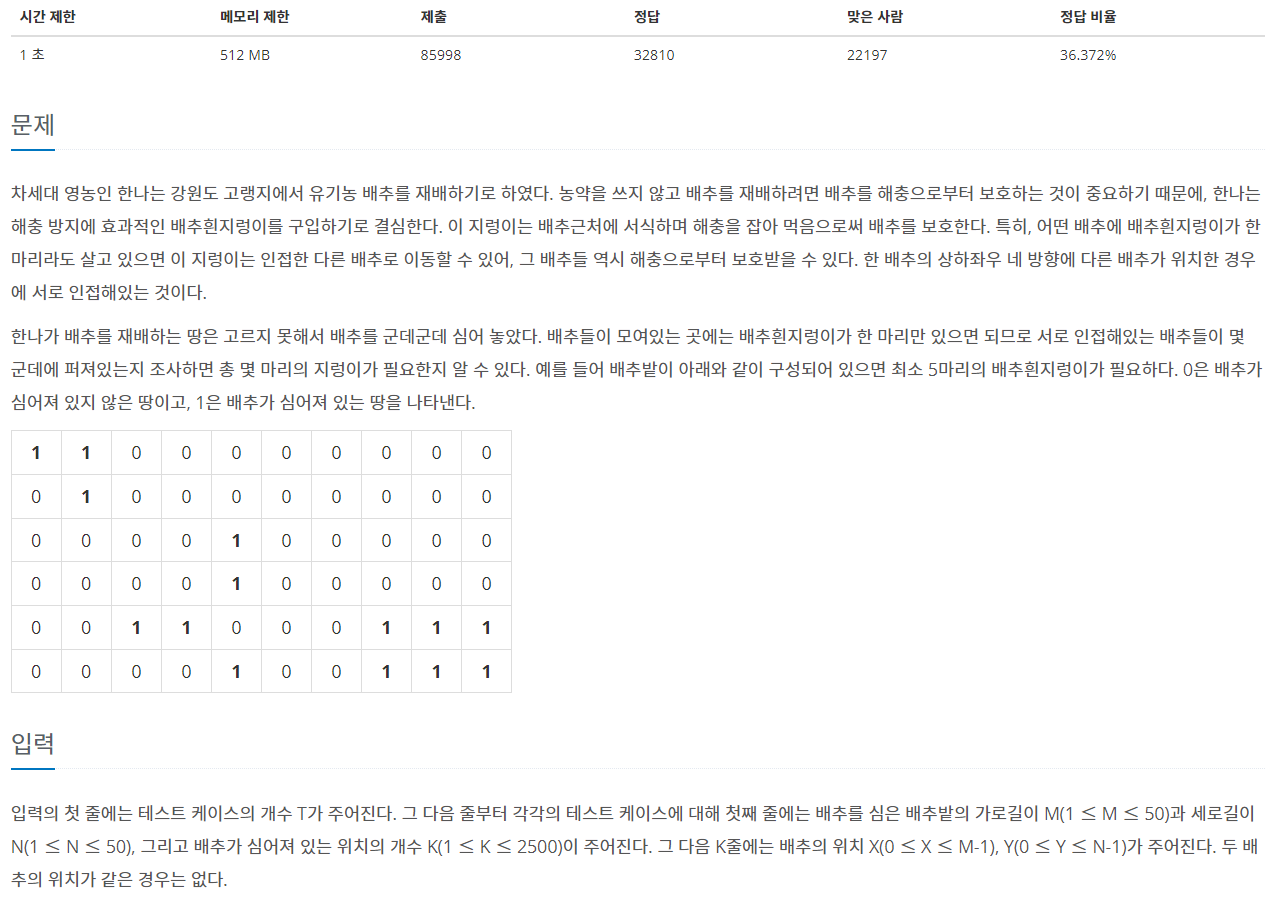 시간 제한 메모리 제한 제출 정답 맞은 사람 정답 비율
1 초 512 MB 85998 32810 22197 36.372%
문제
차세대 영농인 한나는 강원도 고랭지에서 유기농 배추를 재배하기로 하였다. 농약을 쓰지 않고 배추를 재배하려면 배추를 해충으로부터 보호하는 것이 중요하기 때문에, 한나는
해충 방지에 효과적인 배추흰지렁이를 구입하기로 결심한다. 이 지렁이는 배추근처에 서식하며 해충을 잡아 먹음으로써 배추를 보호한다. 특히, 어떤 배추에 배추흰지렁이가 한
마리라도 살고 있으면 이 지렁이는 인접한 다른 배추로 이동할 수 있어, 그 배추들 역시 해충으로부터 보호받을 수 있다. 한 배추의 상하좌우 네 방향에 다른 배추가 위치한 경우
에 서로 인접해있는 것이다.
한나가 배추를 재배하는 땅은 고르지 못해서 배추를 군데군데 심어 놓았다. 배추들이 모여있는 곳에는 배추흰지렁이가 한 마리만 있으면 되므로 서로 인접해있는 배추들이 몇
군데에 퍼져있는지 조사하면 총 몇 마리의 지렁이가 필요한지 알 수 있다. 예를 들어 배추밭이 아래와 같이 구성되어 있으면 최소 5마리의 배추흰지렁이가 필요하다. 0은 배추가
심어져 있지 않은 땅이고, 1은 배추가 심어져 있는 땅을 나타낸다.
1 1 0 0 0 0 0 0 0 0
0 1 0 0 0 0 0 0 0 0
0 0 0 0 1 0 0 0 0 0
0 0 0 0 1 0 0 0 0 0
0 0 1 1 0 0 0 1 1 1
0 0 0 0 1 0 0 1 1 1
입력
입력의 첫 줄에는 테스트 케이스의 개수 T가 주어진다. 그 다음 줄부터 각각의 테스트 케이스에 대해 첫째 줄에는 배추를 심은 배추밭의 가로길이 M(1 ≤ M ≤ 50)과 세로길이
N(1 ≤ N ≤ 50), 그리고 배추가 심어져 있는 위치의 개수 K(1 ≤ K ≤ 2500)이 주어진다. 그 다음 K줄에는 배추의 위치 X(0 ≤ X ≤ M-1), Y(0 ≤ Y ≤ N-1)가 주어진다. 두 배
추의 위치가 같은 경우는 없다.